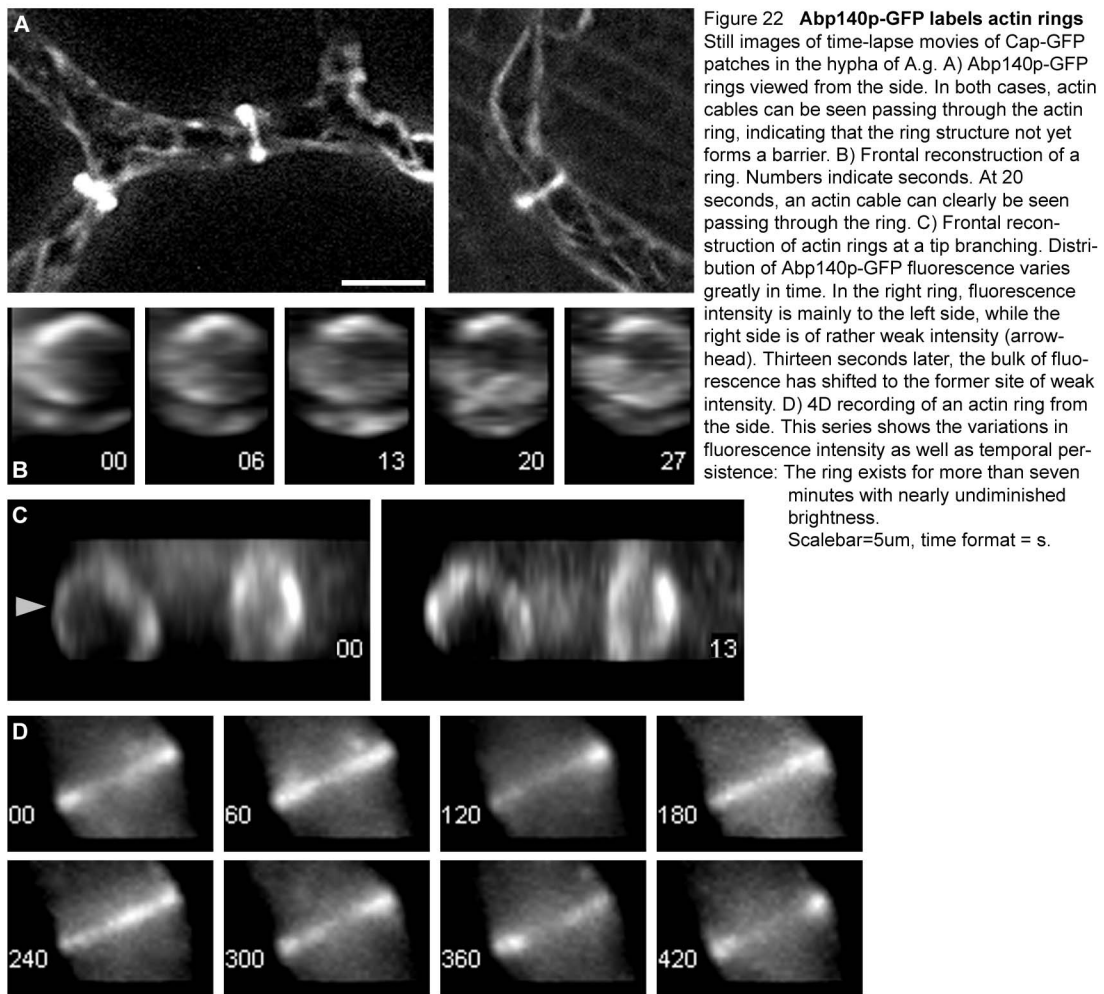 A
Figure 22 Abp140p-GFP labels actin rings
Still images of time-lapse movies of Cap-GFP
patches in the hypha of A.g. A) Abp140p-GFP
rings viewed from the side. In both cases, actin
cables can be seen passing through the actin
ring, indicating that the ring structure not yet
forms a barrier. B) Frontal reconstruction of a
ring. Numbers indicate seconds. At 20
seconds, an actin cable can clearly be seen
passing through the ring. C) Frontal recon-
struction of actin rings at a tip branching. Distri-
bution of Abp140p-GFP fluorescence varies
greatly in time. In the right ring, fluorescence
intensity is mainly to the left side, while the
right side is of rather weak intensity (arrow-
head). Thirteen seconds later, the bulk of fluo-
rescence has shifted to the former site of weak
intensity. D) 4D recording of an actin ring from
the side. This series shows the variations in
fluorescence intensity as well as temporal per-
sistence: The ring exists for more than seven
minutes with nearly undiminished
brightness.
Scalebar=5um, time format = s.
B 00 06 13 20 27
C
00 13
D
00 60 120 180
240 300 360 420